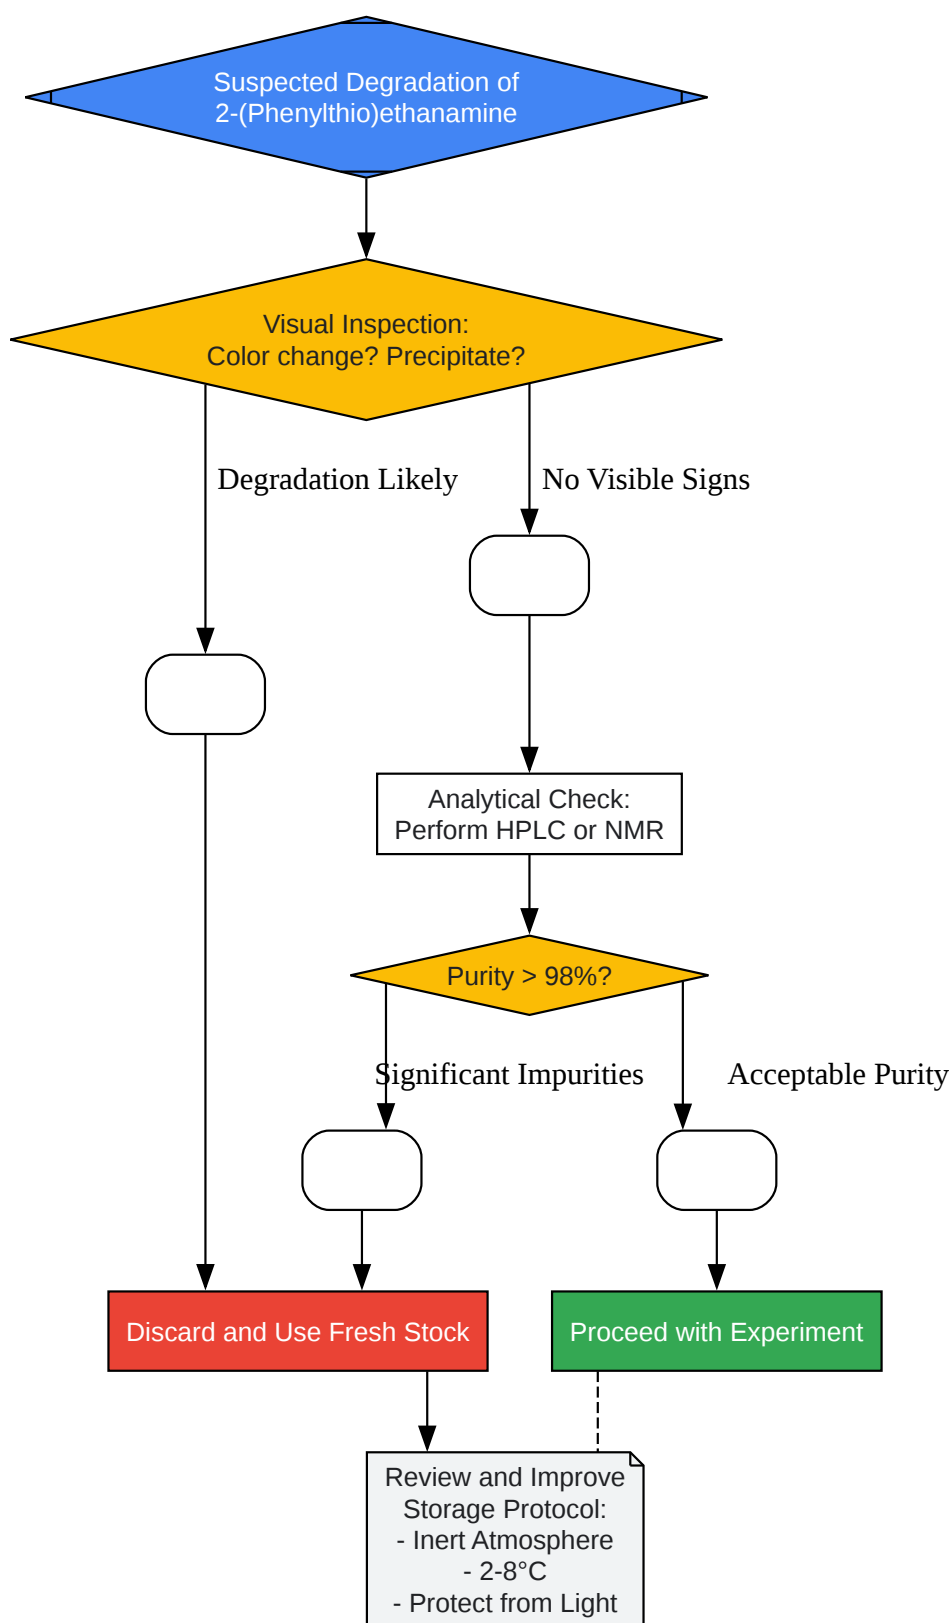 Suspected Degradation of
2-(Phenylthio)ethanamine
Visual Inspection:
Color change? Precipitate?
Degradation Likely
No Visible Signs
Analytical Check:
Perform HPLC or NMR
Purity > 98%?
Significant Impurities
Acceptable Purity
Discard and Use Fresh Stock
Proceed with Experiment
Review and Improve
Storage Protocol:
- Inert Atmosphere
- 2-8°C
- Protect from Light